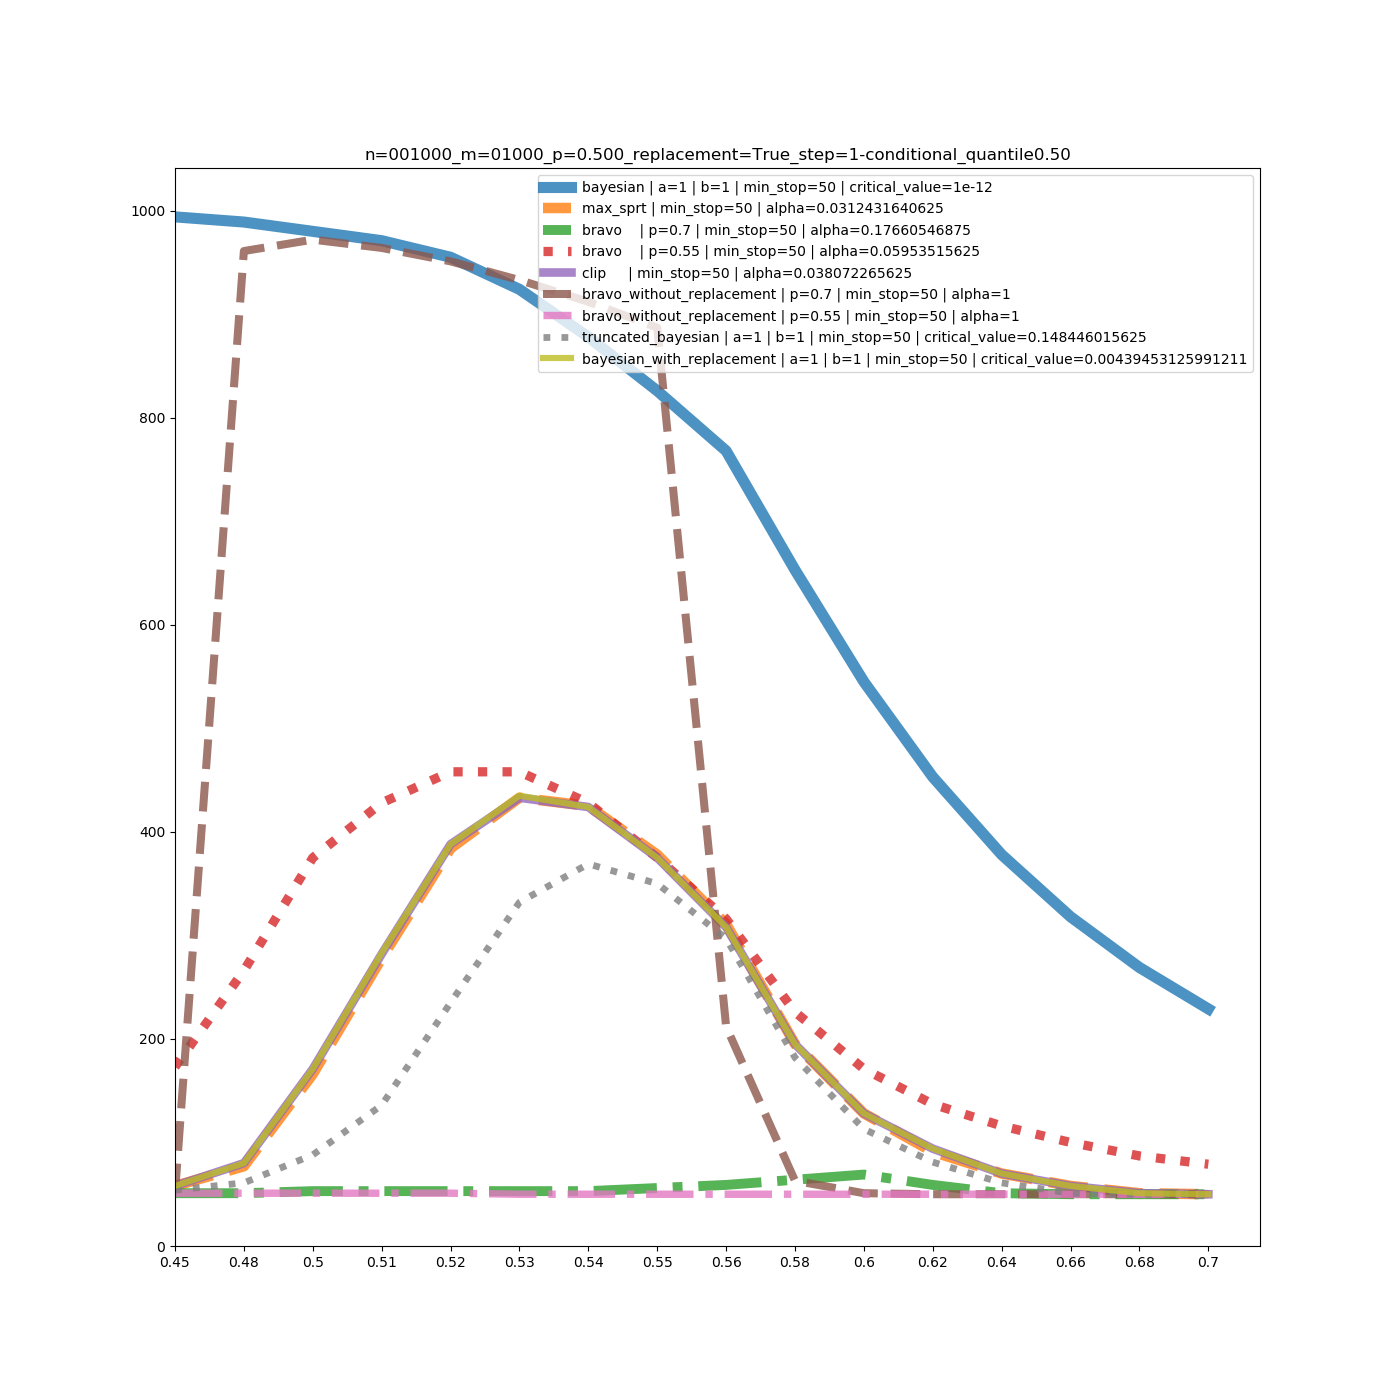 n=001000_m=01000_p=0.500_replacement=True_step=1-conditional_quantile0.50
bayesian | a=1 | b=1 | min_stop=50 | critical_value=1e-12
max_sprt | min_stop=50 | alpha=0.0312431640625
bravo    | p=0.7 | min_stop=50 | alpha=0.17660546875
bravo    | p=0.55 | min_stop=50 | alpha=0.05953515625
clip     | min_stop=50 | alpha=0.038072265625
bravo_without_replacement | p=0.7 | min_stop=50 | alpha=1
bravo_without_replacement | p=0.55 | min_stop=50 | alpha=1
truncated_bayesian | a=1 | b=1 | min_stop=50 | critical_value=0.148446015625
bayesian_with_replacement | a=1 | b=1 | min_stop=50 | critical_value=0.00439453125991211
1000
800
600
400
200
0
0.45 0.48 0.5 0.51 0.52 0.53 0.54 0.55 0.56 0.58 0.6 0.62 0.64 0.66 0.68 0.7